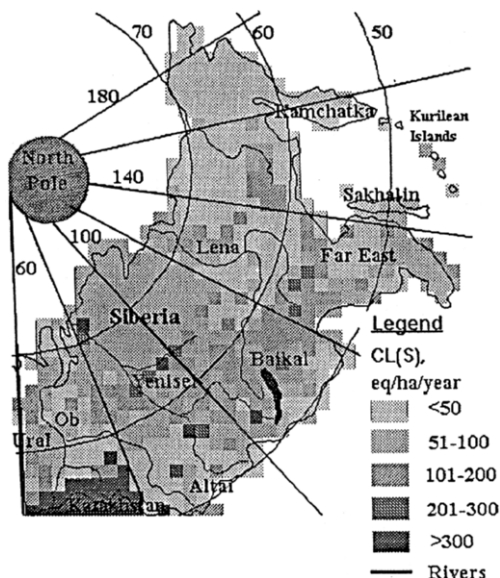 70
60
50
180
Kamchatka
Kurilean
Islands
North
Pole
140
Sakhalin
100
Lena
Far East
60
Siberia
Legend
CL(S),
eq/ha/year
Baikal
Yenisei
<50
Ob
51-100
Ural
101-200
Altai
201-300
Kazakhstan
>300
Rivers